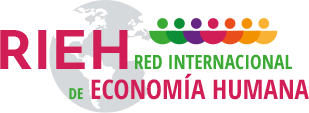 RIEH RED INTERNACIONAL
DE ECONOMÍA HUMANA